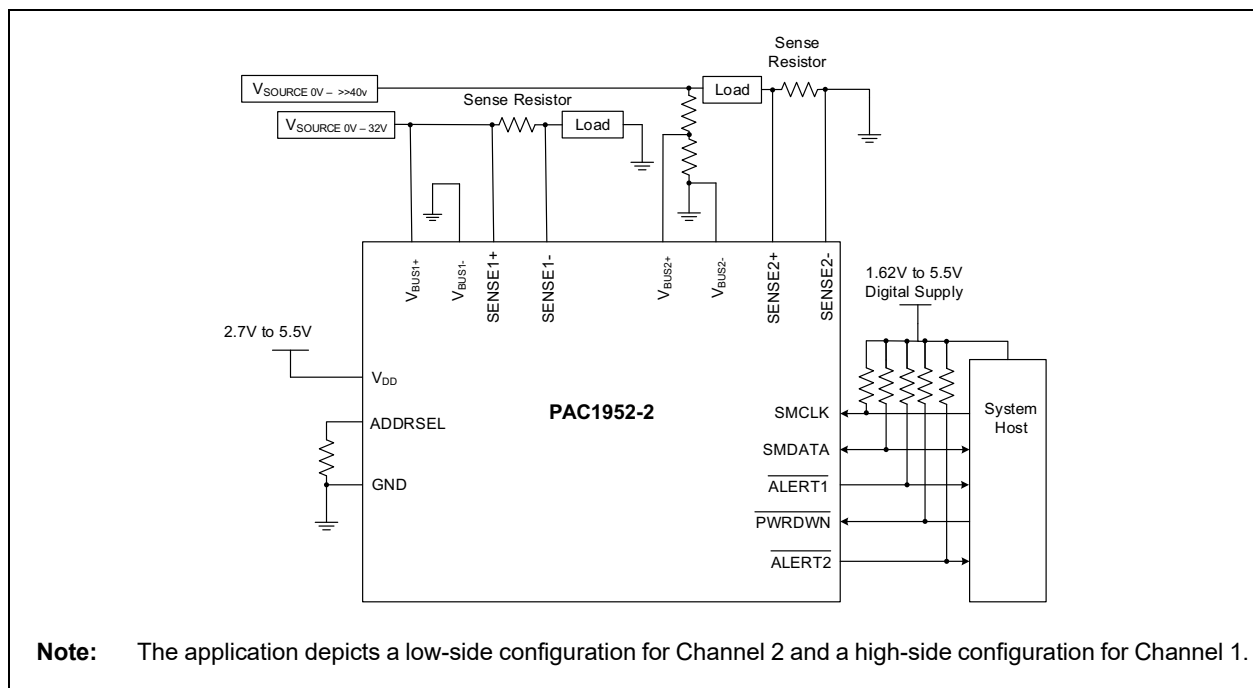 Sense
Resistor
VSOURCE 0V – >>40v
Load
Sense Resistor
VSOURCE 0V – 32V
Load
VBUS1+
VBUS1-
SENSE1+
SENSE1-
VBUS2+
VBUS2-
SENSE2+
SENSE2-
1.62V to 5.5V
Digital Supply
2.7V to 5.5V
VDD
ADDRSEL
GND
PAC1952-2
SMCLK
SMDATA
ALERT1
PWRDWN
ALERT2
System
Host
Note: The application depicts a low-side configuration for Channel 2 and a high-side configuration for Channel 1.